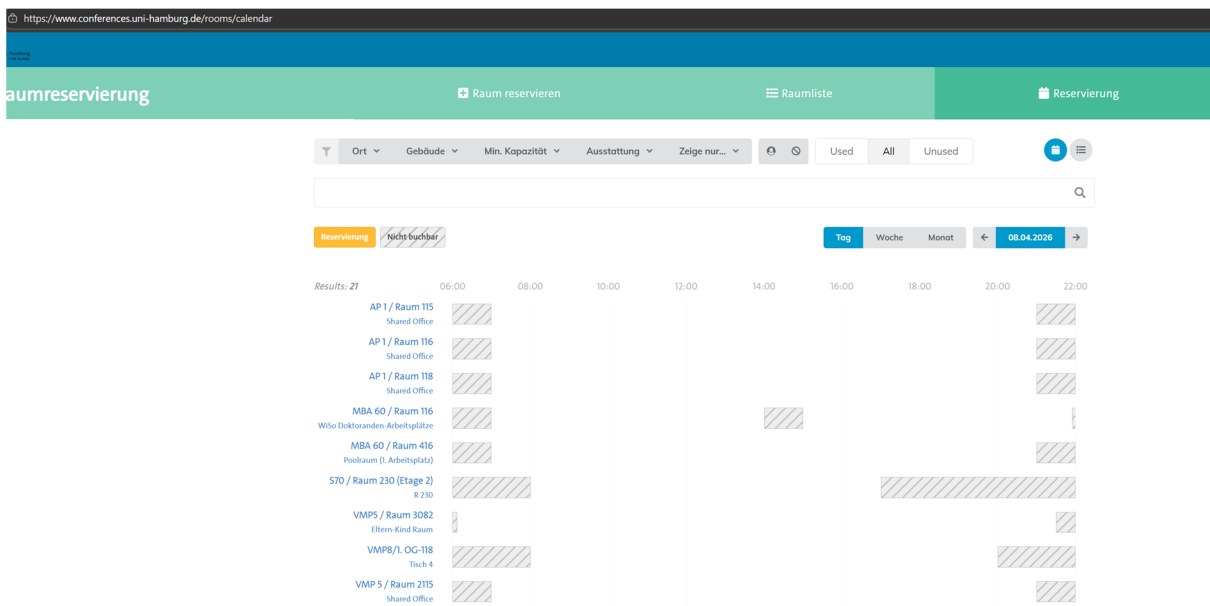 https://www.conferences.uni-hamburg.de/rooms/calendar
aumreservierung
Raum reservieren
Raumliste
Reservierung
Ort
Gebäude
Min. Kapazität
Ausstattung
Zeige nur...
Used
All
Unused
Reservierung
Nicht buchbar
Tag
Woche
Monat
08.04.2026
Results: 21
06:00
08:00
10:00
12:00
14:00
16:00
18:00
20:00
22:00
AP 1 / Raum 115
Shared Office
AP 1 / Raum 116
Shared Office
AP 1 / Raum 118
Shared Office
MBA 60 / Raum 116
WiSo Doktoranden-Arbeitsplätze
MBA 60 / Raum 416
Poolraum (1. Arbeitsplatz)
S70 / Raum 230 (Etage 2)
R 230
VMP5 / Raum 3082
Eltern-Kind Raum
VMP8/1. OG-118
Tisch 4
VMP 5 / Raum 2115
Shared Office